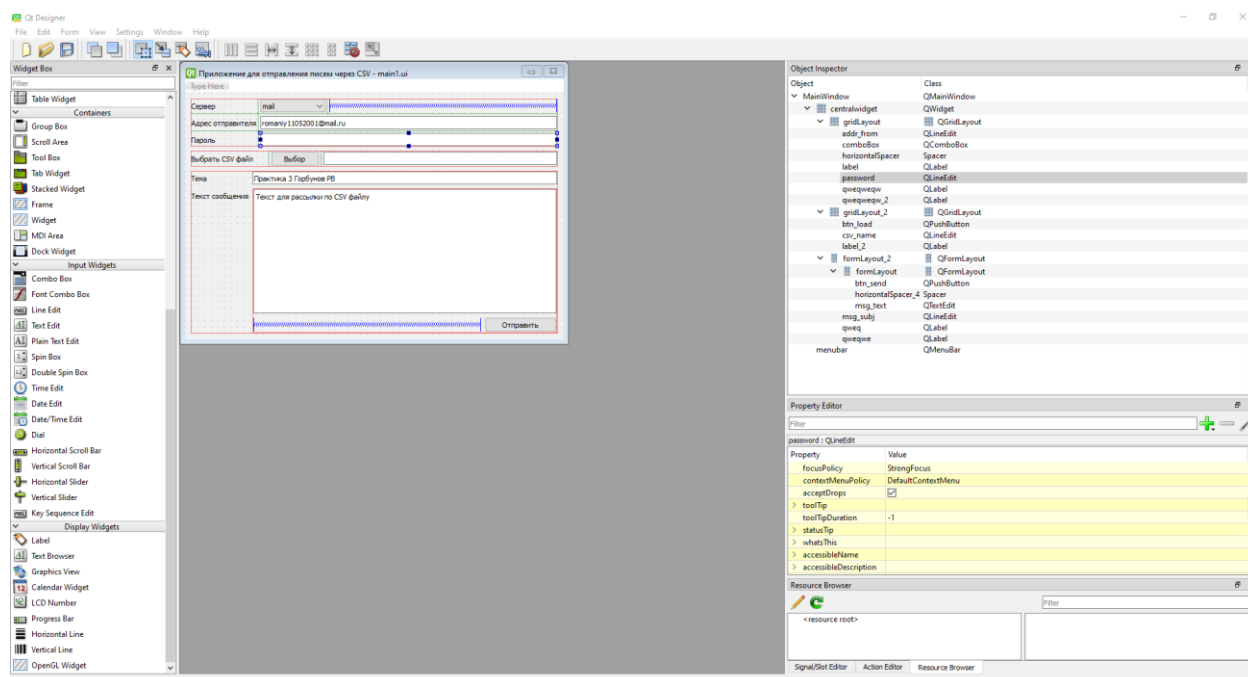 Qt Designer
File Edit Form View Settings Window Help
Widget Box
Filter
Table Widget
Containers
Group Box
Scroll Area
Tool Box
Tab Widget
Stacked Widget
Frame
Widget
MDI Area
Dock Widget
Input Widgets
Combo Box
Font Combo Box
Line Edit
Text Edit
Plain Text Edit
Spin Box
Double Spin Box
Time Edit
Date Edit
Date/Time Edit
Dial
Horizontal Scroll Bar
Vertical Scroll Bar
Horizontal Slider
Vertical Slider
Key Sequence Edit
Display Widgets
Label
Text Browser
Graphics View
Calendar Widget
LCD Number
Progress Bar
Horizontal Line
Vertical Line
OpenGL Widget
Приложение для отправления писем через CSV - main1.ui
Type Here
Сервер mail
Адрес отправителя romaniy11052001@mail.ru
Пароль
Выбрать CSV файл Выбор
Тема Практика 3 Горбунов РВ
Текст сообщения Текст для рассылки по CSV файлу
Отправить
Object Inspector
Object Class
MainWindow QMainWindow
centralwidget QWidget
gridLayout QGridLayout
addr_from QLineEdit
comboBox QComboBox
horizontalSpacer Spacer
label QLabel
password QLineEdit
qweqweqw QLabel
qweqweqw_2 QLabel
gridLayout_2 QGridLayout
btn_load QPushButton
csv_name QLineEdit
label_2 QLabel
formLayout_2 QFormLayout
formLayout QFormLayout
btn_send QPushButton
horizontalSpacer_4 Spacer
msg_text QTextEdit
msg_subj QLineEdit
qweq QLabel
qweqwe QLabel
menubar QMenuBar
Property Editor
Filter
password : QLineEdit
Property Value
focusPolicy StrongFocus
contextMenuPolicy DefaultContextMenu
acceptDrops
toolTip
toolTipDuration -1
statusTip
whatsThis
accessibleName
accessibleDescription
Resource Browser
Filter
<resource root>
Signal/Slot Editor Action Editor Resource Browser